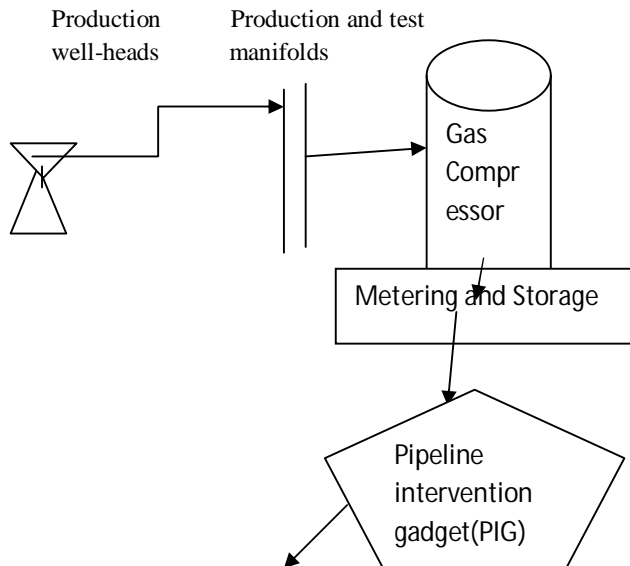 Production
well-heads
Production and test
manifolds
Gas
Compr
essor
Metering and Storage
Pipeline
intervention
gadget(PIG)